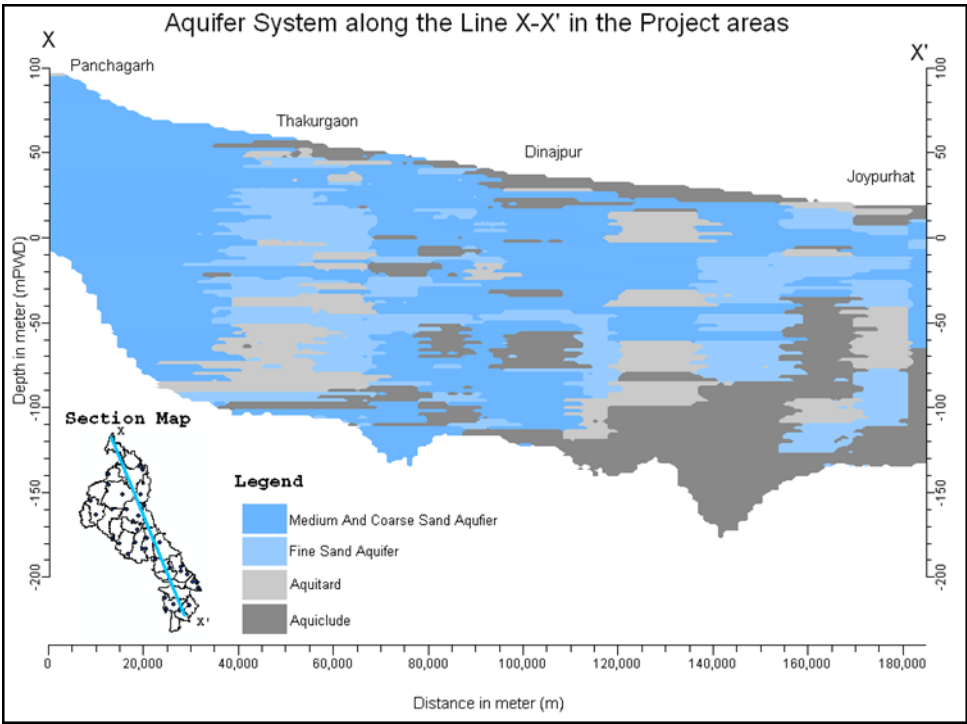 Aquifer System along the Line X-X' in the Project areas
X
X'
Panchagarh
Thakurgaon
Dinajpur
Joypurhat
100
50
0
-50
-100
-150
-200
Depth in meter (mPWD)
100
50
0
-50
-100
-150
-200
Section Map
X
X'
Legend
Medium And Coarse Sand Aqufier
Fine Sand Aquifer
Aquitard
Aquiclude
0 20,000 40,000 60,000 80,000 100,000 120,000 140,000 160,000 180,000
Distance in meter (m)